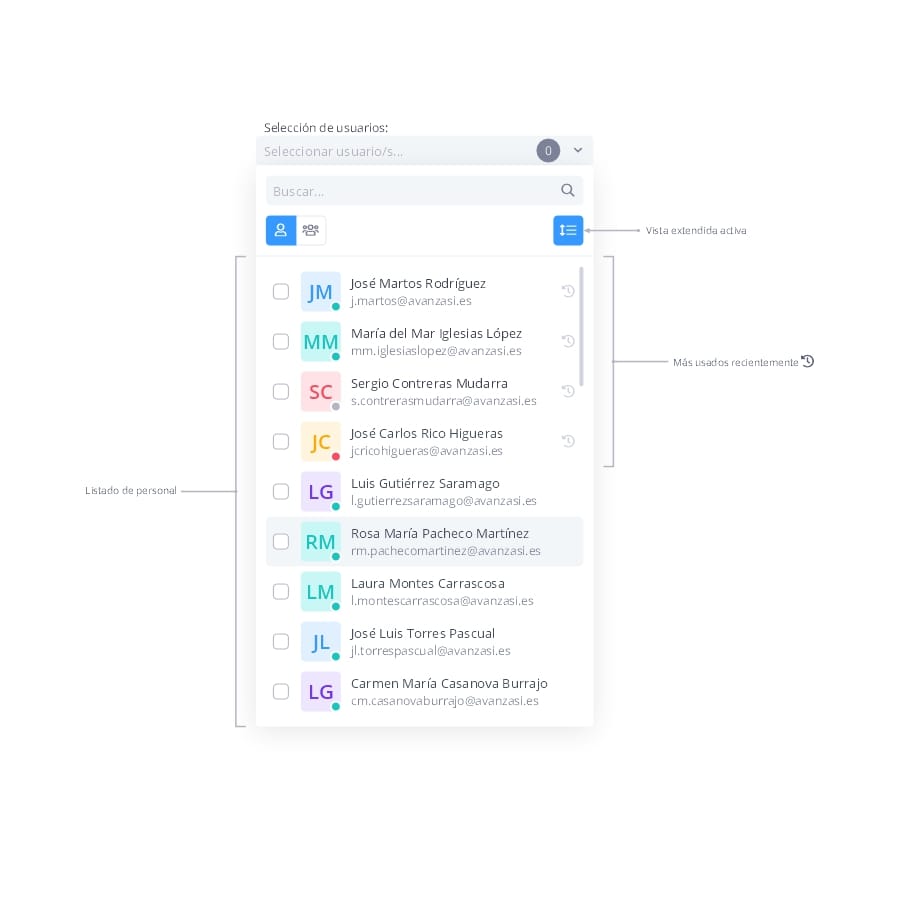 Selección de usuarios:
Seleccionar usuario/s...
0
Buscar...
Vista extendida activa
JM
José Martos Rodríguez
j.martos@avanzasi.es
MM
María del Mar Iglesias López
mm.iglesiaslopez@avanzasi.es
Más usados recientemente
SC
Sergio Contreras Mudarra
s.contrerasmudarra@avanzasi.es
JC
José Carlos Rico Higueras
jcricohigueras@avanzasi.es
Listado de personal
LG
Luis Gutiérrez Saramago
l.gutierrezsaramago@avanzasi.es
RM
Rosa María Pacheco Martínez
rm.pachecomartinez@avanzasi.es
LM
Laura Montes Carrascosa
l.montescarrascosa@avanzasi.es
JL
José Luis Torres Pascual
jl.torrespascual@avanzasi.es
LG
Carmen María Casanova Burrajo
cm.casanovaburrajo@avanzasi.es